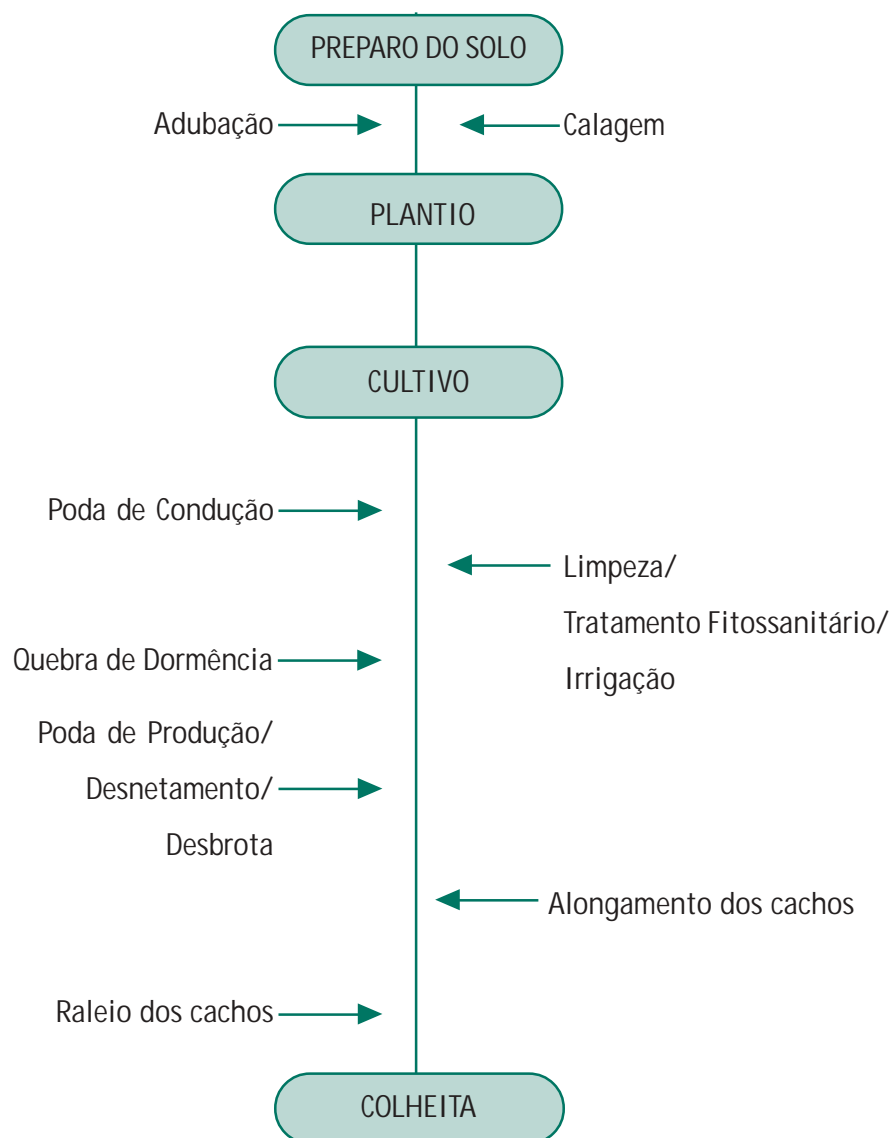 PREPARO DO SOLO
Adubação
Calagem
PLANTIO
CULTIVO
Poda de Condução
Limpeza/
Tratamento Fitossanitário/
Irrigação
Quebra de Dormência
Poda de Produção/
Desnetamento/
Desbrota
Alongamento dos cachos
Raleio dos cachos
COLHEITA